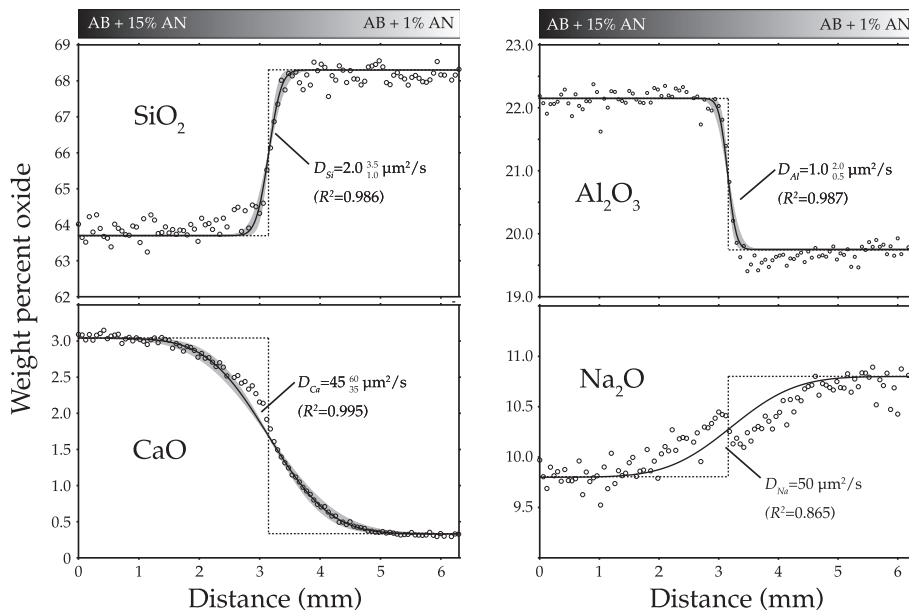 AB + 15% AN AB + 1% AN
69
68
67
66
65
64
63
62
SiO2
DSi=2.0 3.5 1.0 µm²/s
(R²=0.986)
AB + 15% AN AB + 1% AN
23.0
22.0
21.0
20.0
19.0
Al2O3
DAl=1.0 2.0 0.5 µm²/s
(R²=0.987)
Weight percent oxide
3.0
2.5
2.0
1.5
1.0
0.5
0
CaO
DCa=45 60 35 µm²/s
(R²=0.995)
0 1 2 3 4 5 6
Distance (mm)
11.0
10.5
10.0
9.5
Na2O
DNa=50 µm²/s
(R²=0.865)
0 1 2 3 4 5 6
Distance (mm)